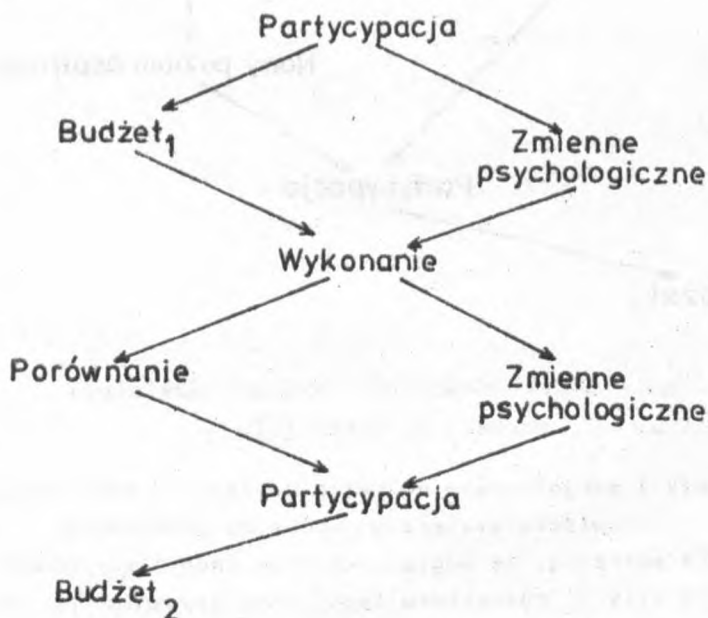 Partycypacja
Budżet₁
Zmienne
psychologiczne
Wykonanie
Porównanie
Zmienne
psychologiczne
Partycypacja
Budżet₂